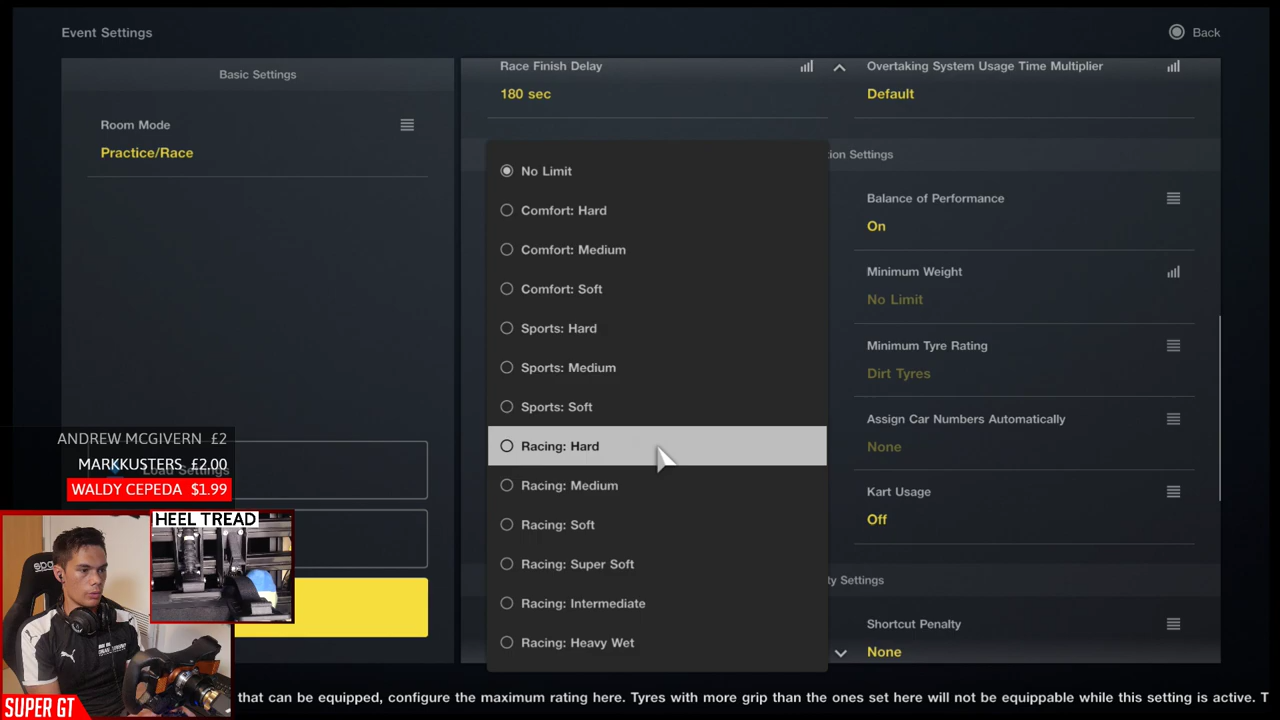 Event Settings
Back
Basic Settings
Room Mode
Practice/Race
Load Settings
Race Finish Delay
180 sec
Overtaking System Usage Time Multiplier
Default
ion Settings
No Limit
Comfort: Hard
Comfort: Medium
Comfort: Soft
Sports: Hard
Sports: Medium
Sports: Soft
Racing: Hard
Racing: Medium
Racing: Soft
Racing: Super Soft
Racing: Intermediate
Racing: Heavy Wet
Balance of Performance
On
Minimum Weight
No Limit
Minimum Tyre Rating
Dirt Tyres
Assign Car Numbers Automatically
None
Kart Usage
Off
ty Settings
Shortcut Penalty
None
ANDREW MCGIVERN £2
MARKKUSTERS £2.00
WALDY CEPEDA $1.99
HEEL TREAD
SUPER GT
that can be equipped, configure the maximum rating here. Tyres with more grip than the ones set here will not be equippable while this setting is active. T